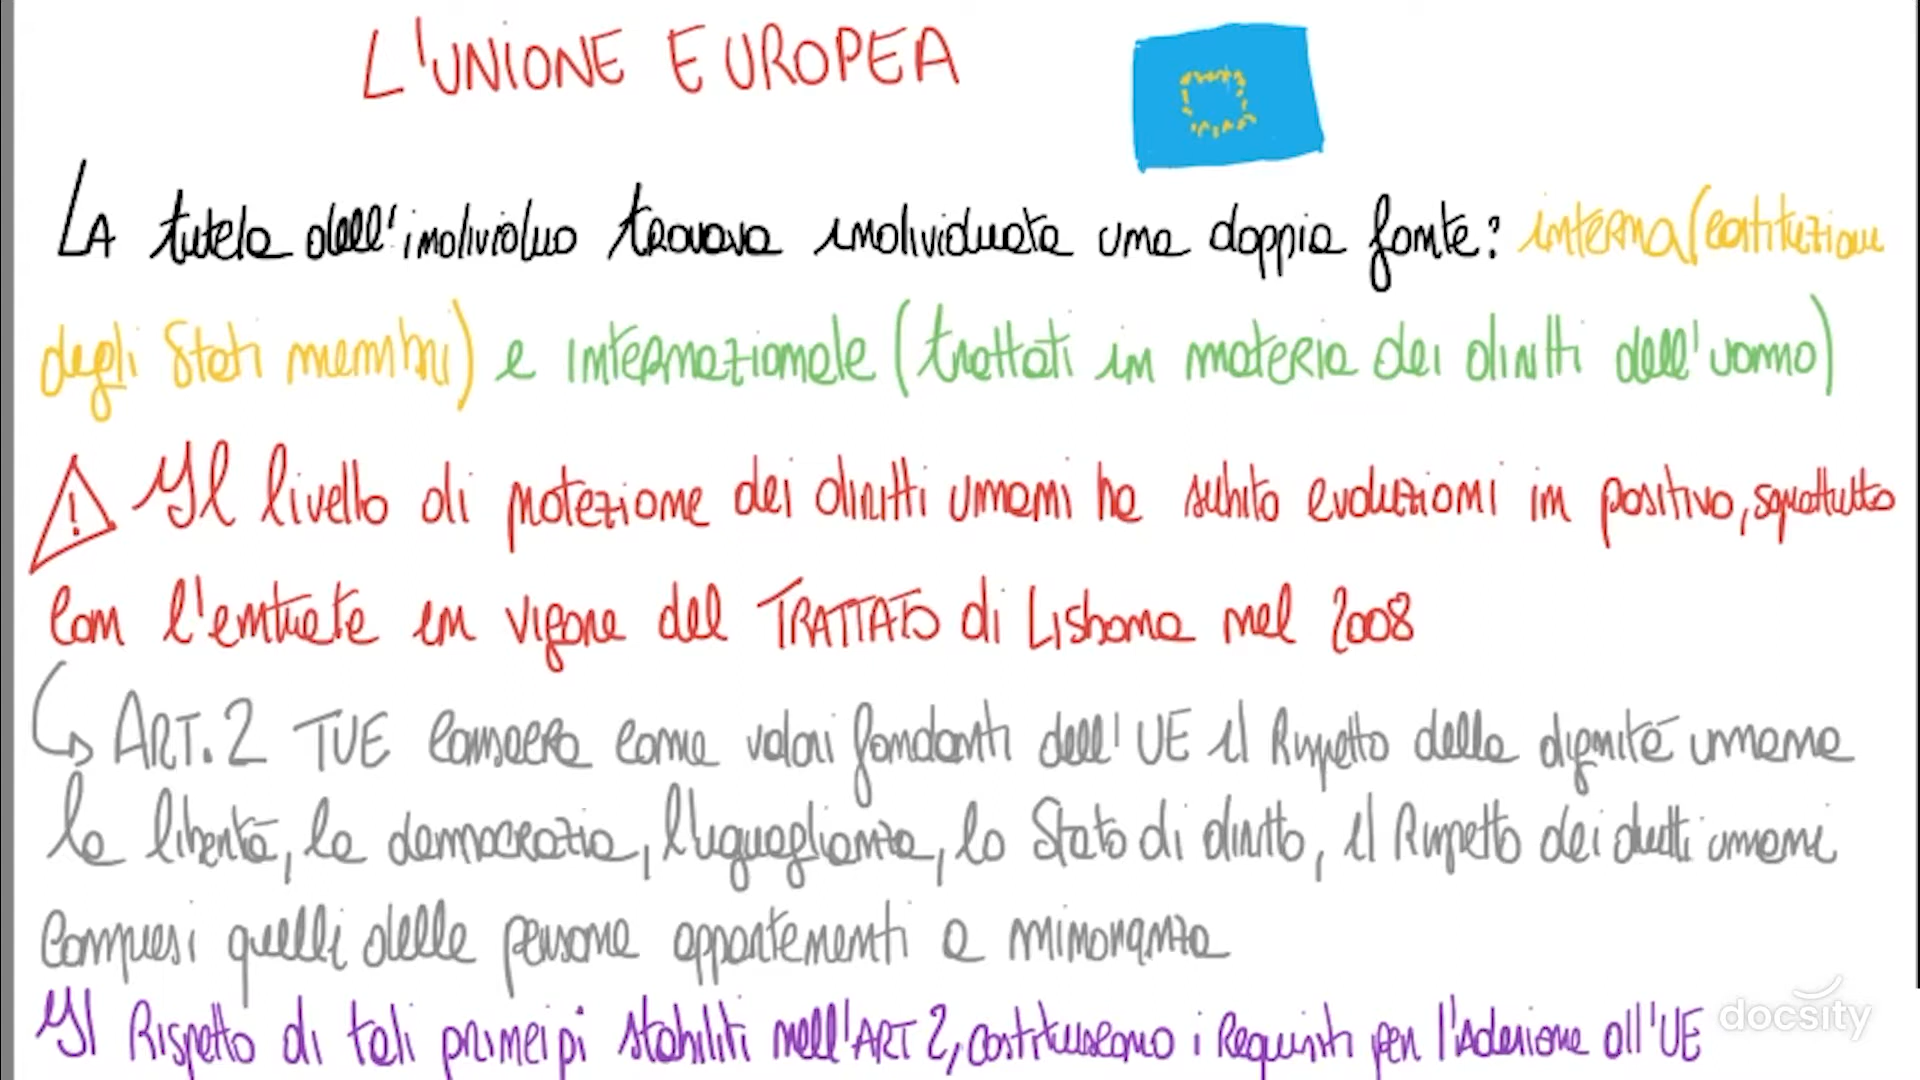 L'UNIONE EUROPEA
LA tutela dell'individuo trovava individuata una doppia fonte: interna (costituzioni
degli Stati membri) e internazionale (trattati in materia dei diritti dell'uomo)
! Il livello di protezione dei diritti umani ha subito evoluzioni in positivo, soprattutto
con l'entrata in vigore del TRATTATO di Lisbona nel 2008
ART. 2 TUE consacra come valori fondanti dell'UE il Rispetto della dignità umana
la libertà, la democrazia, l'uguaglianza, lo Stato di diritto, il Rispetto dei diritti umani
compresi quelli delle persone appartenenti a minoranza
Il Rispetto di tali principi stabiliti nell'ART 2, costituiscono i Requisiti per l'adesione all'UE
docsity